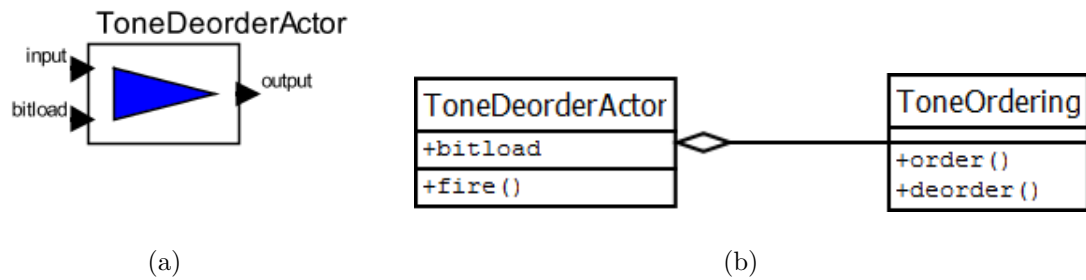 ToneDeorderActor
input
bitload
output
ToneDeorderActor
+bitload
+fire()
ToneOrdering
+order()
+deorder()
(a)
(b)